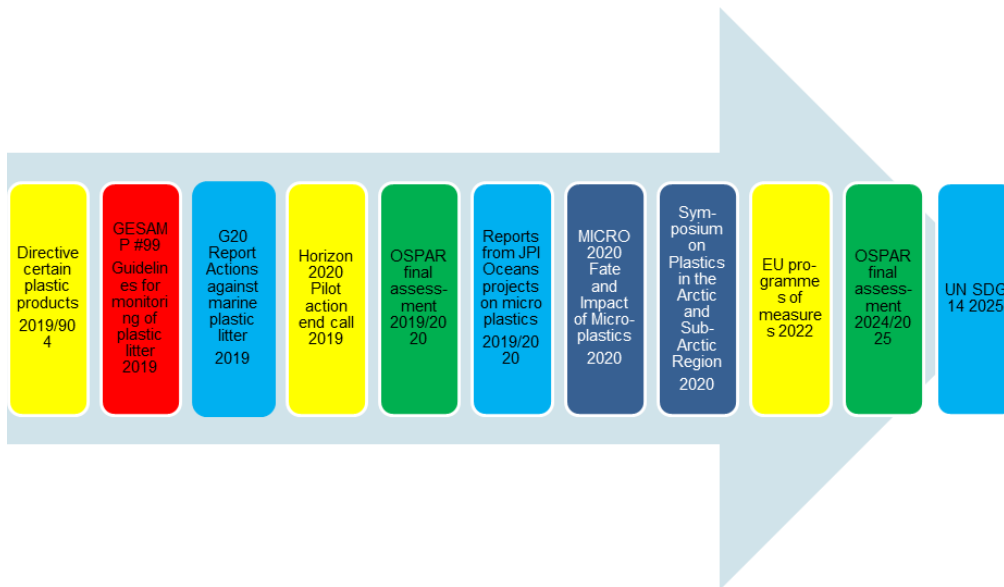 Directive
certain
plastic
products
2019/90
4
GESAM
P #99
Guidelin
es for
monitori
ng of
plastic
litter
2019
G20
Report
Actions
against
marine
plastic
litter
2019
Horizon
2020
Pilot
action
end call
2019
OSPAR
final
assess-
ment
2019/20
20
Reports
from JPI
Oceans
projects
on micro
plastics
2019/20
20
MICRO
2020
Fate
and
Impact
of Micro-
plastics
2020
Sym-
posium
on
Plastics
in the
Arctic
and
Sub-
Arctic
Region
2020
EU pro-
gramme
s of
measure
s 2022
OSPAR
final
assess-
ment
2024/20
25
UN SDG
14 2025